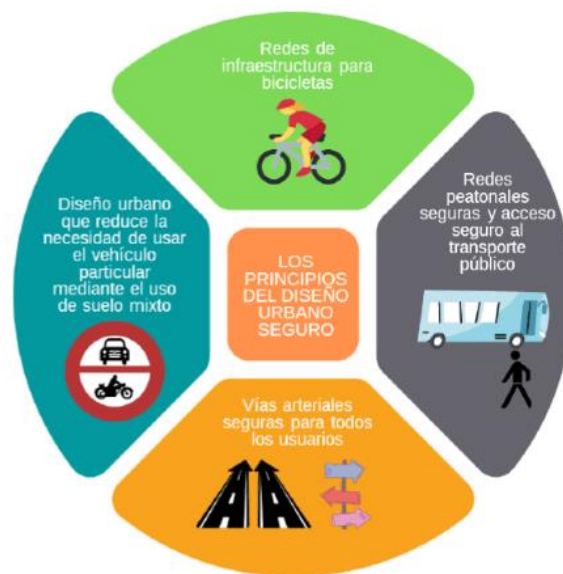 Redes de
infraestructura para
bicicletas
Diseño urbano
que reduce la
necesidad de usar
el vehículo
particular
mediante el uso
de suelo mixto
LOS
PRINCIPIOS
DEL DISEÑO
URBANO
SEGURO
Redes
peatonales
seguras y acceso
seguro al
transporte
público
Vías arteriales
seguras para todos
los usuarios